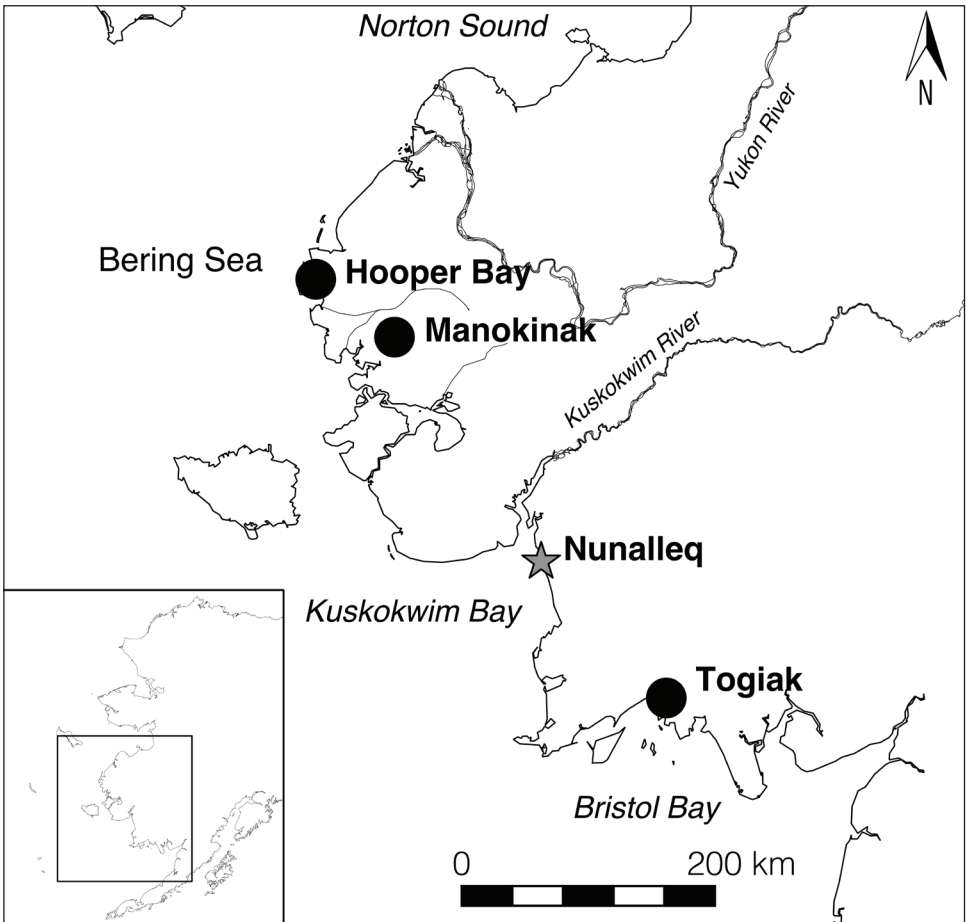 Norton Sound
N
Yukon River
Bering Sea
Hooper Bay
Manokinak
Kuskokwim River
Nunalleq
Kuskokwim Bay
Togiak
Bristol Bay
0 200 km